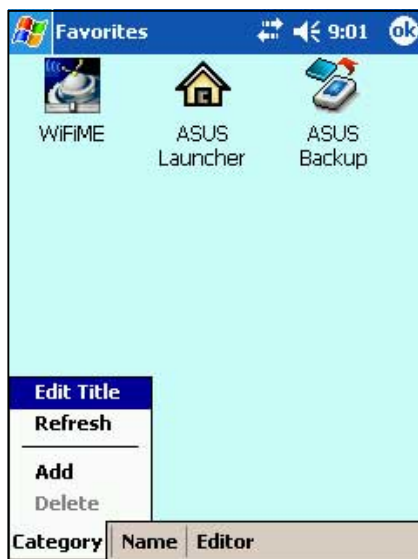 Favorites 9:01 ok
WiFiME ASUS Launcher ASUS Backup
Edit Title
Refresh
Add
Delete
Category Name Editor